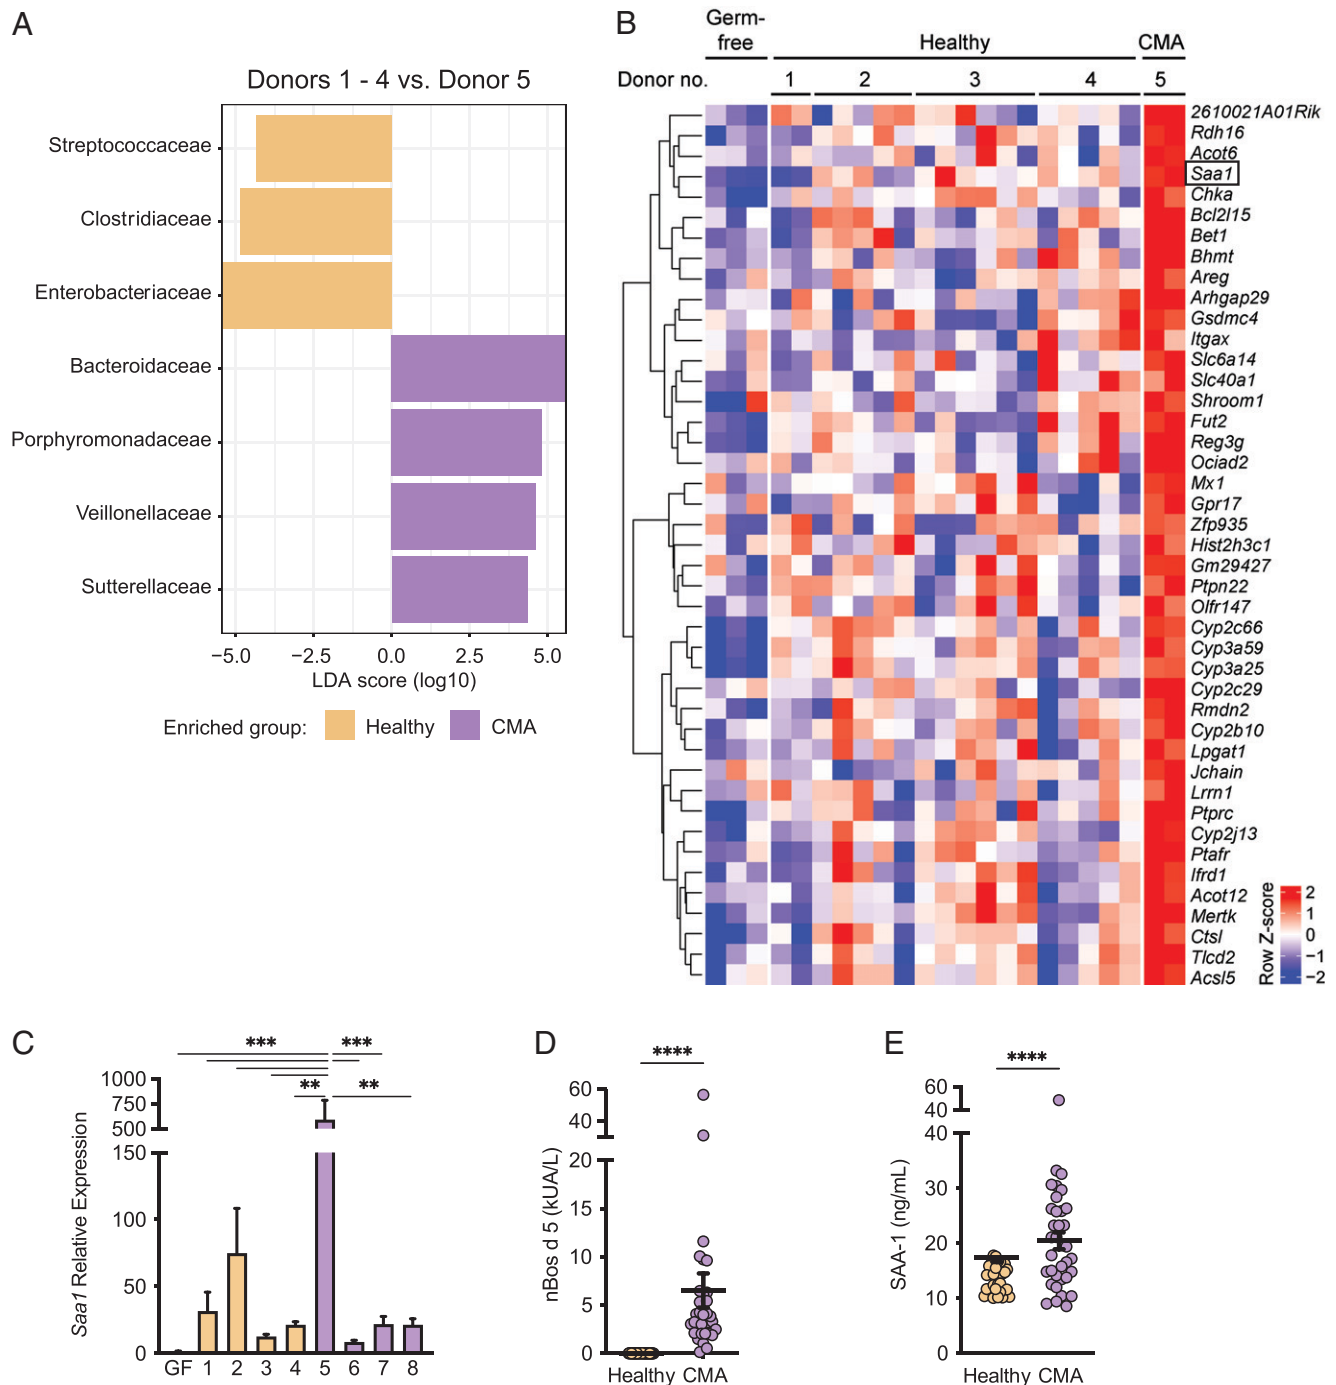 A
Donors 1 - 4 vs. Donor 5
Streptococcaceae
Clostridiaceae
Enterobacteriaceae
Bacteroidaceae
Porphyromonadaceae
Veillonellaceae
Sutterellaceae
−5.0 −2.5 0.0 2.5 5.0
LDA score (log10)
Enriched group: Healthy CMA
B
Germ-free Healthy CMA
Donor no. 1 2 3 4 5
2610021A01Rik
Rdh16
Acot6
Saa1
Chka
Bcl2l15
Bet1
Bhmt
Areg
Arhgap29
Gsdmc4
Itgax
Slc6a14
Slc40a1
Shroom1
Fut2
Reg3g
Ociad2
Mx1
Gpr17
Zfp935
Hist2h3c1
Gm29427
Ptpn22
Olfr147
Cyp2c66
Cyp3a59
Cyp3a25
Cyp2c29
Rmdn2
Cyp2b10
Lpgat1
Jchain
Lrrn1
Ptprc
Cyp2j13
Ptafr
Ifrd1
Acot12
Mertk
Ctsl
Tlcd2
Acsl5
Row Z-score
2
1
0
−1
−2
C
*** ***
** **
Saa1 Relative Expression
1000
750
500
150
100
50
0
GF 1 2 3 4 5 6 7 8
D
****
nBos d 5 (kUA/L)
60
40
20
15
10
5
0
Healthy CMA
E
****
SAA-1 (ng/mL)
60
40
40
30
20
10
0
Healthy CMA